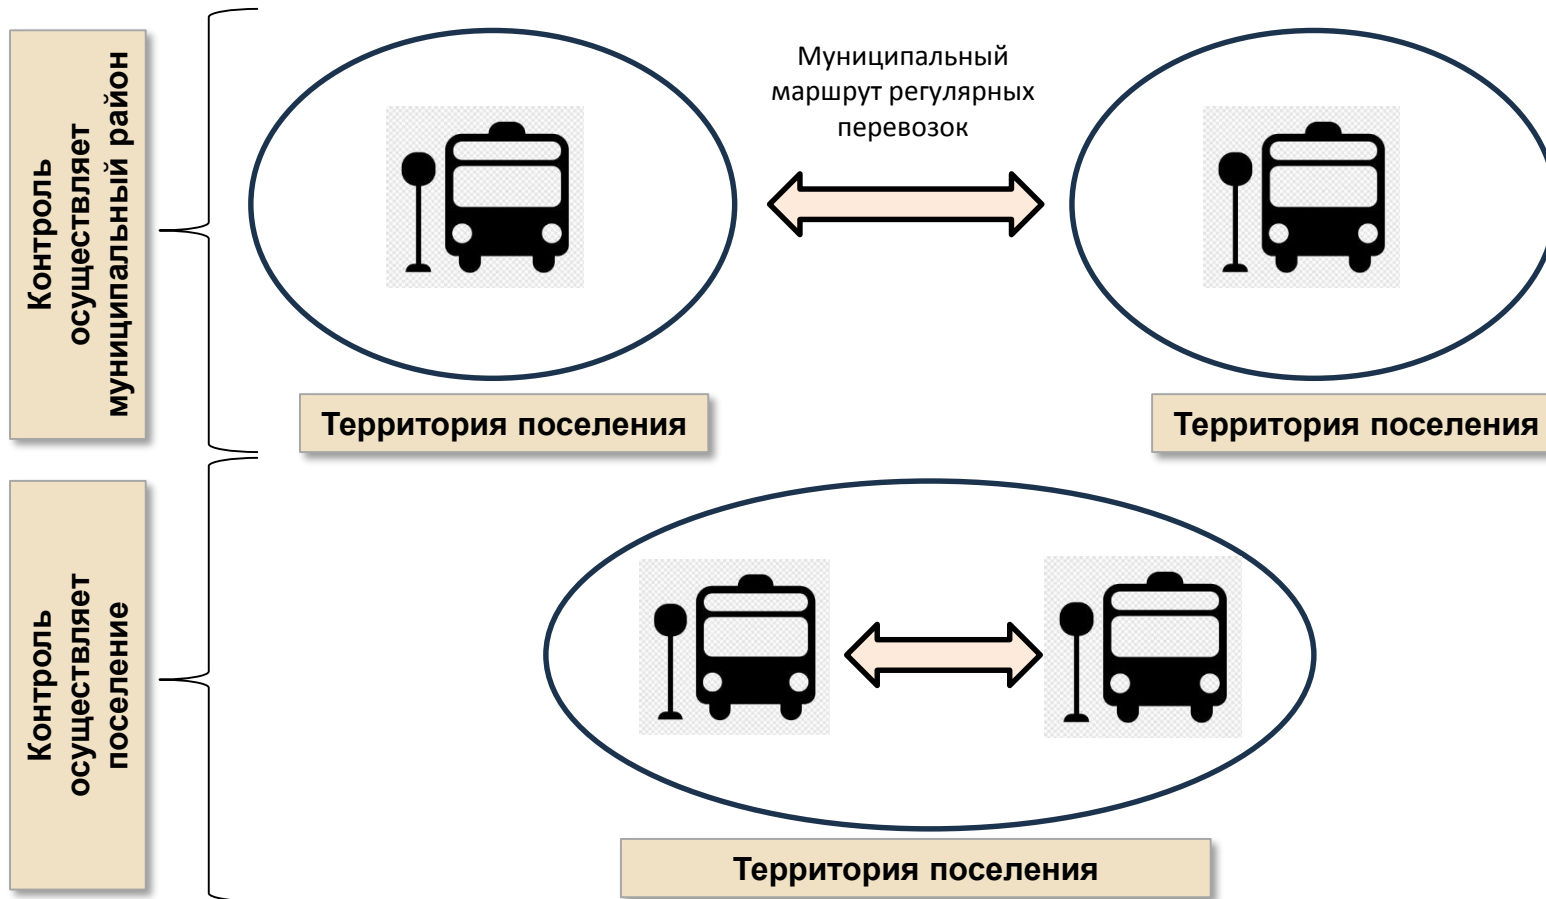 Контроль
осуществляет
муниципальный район
Муниципальный
маршрут регулярных
перевозок
Территория поселения
Территория поселения
Контроль
осуществляет
поселение
Территория поселения